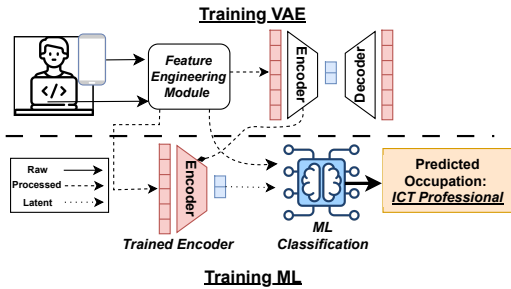 Training VAE
Feature
Engineering
Module
Encoder
Decoder
</>
Raw
Processed
Latent
Encoder
Trained Encoder
ML
Classification
Predicted
Occupation:
ICT Professional
Training ML